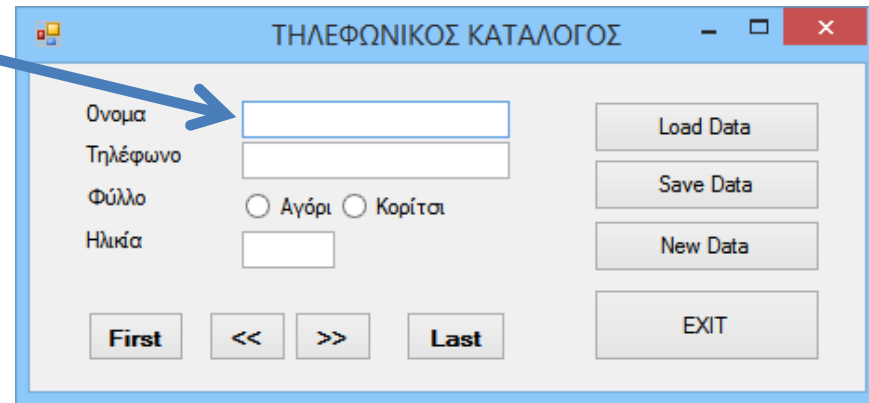 ΤΗΛΕΦΩΝΙΚΟΣ ΚΑΤΑΛΟΓΟΣ
Ονομα
Τηλέφωνο
Φύλλο
Αγόρι Κορίτσι
Ηλικία
Load Data
Save Data
New Data
EXIT
First << >> Last